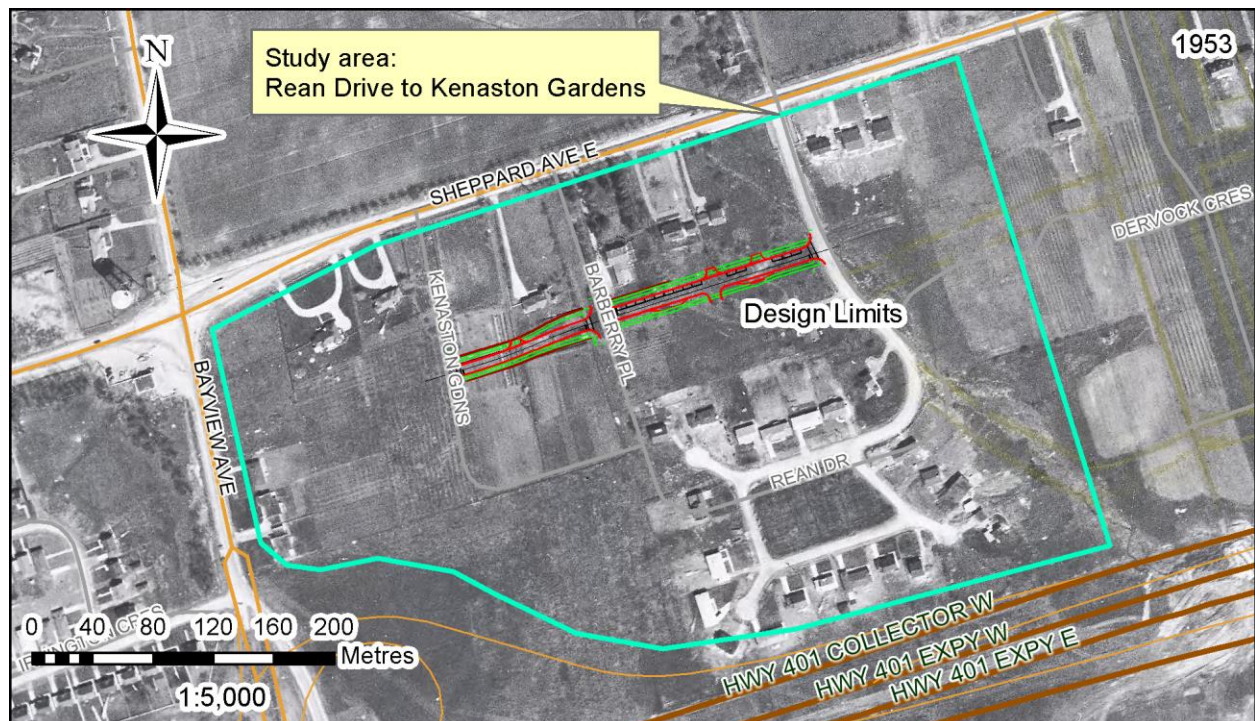 1953
N
Study area:
Rean Drive to Kenaston Gardens
SHEPPARD AVE E
DERVOCK CRES
KENASTON GDNS
BARBERRY PL
Design Limits
BAYVIEW AVE
REAN DR
0 40 80 120 160 200
Metres
1:5,000
HWY 401 COLLECTOR W
HWY 401 EXPY W
HWY 401 EXPY E